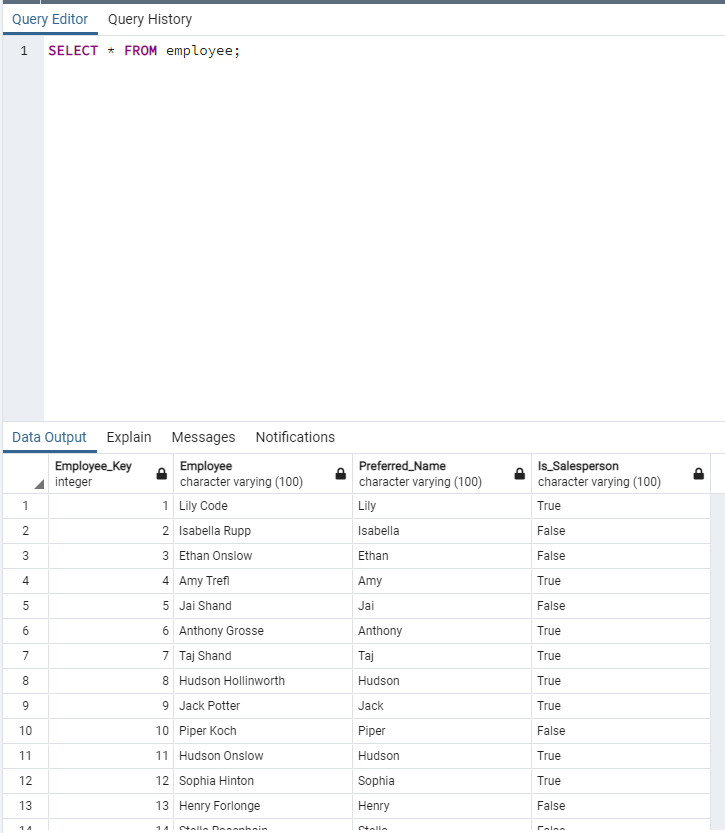 Query Editor Query History
1 SELECT * FROM employee;
Data Output Explain Messages Notifications
Employee_Key Employee Preferred_Name Is_Salesperson
integer character varying (100) character varying (100) character varying (100)
1 1 Lily Code Lily True
2 2 Isabella Rupp Isabella False
3 3 Ethan Onslow Ethan False
4 4 Amy Trefl Amy True
5 5 Jai Shand Jai False
6 6 Anthony Grosse Anthony True
7 7 Taj Shand Taj True
8 8 Hudson Hollinworth Hudson True
9 9 Jack Potter Jack True
10 10 Piper Koch Piper False
11 11 Hudson Onslow Hudson True
12 12 Sophia Hinton Sophia True
13 13 Henry Forlonge Henry False
14 14 Stella Rosenhain Stella False